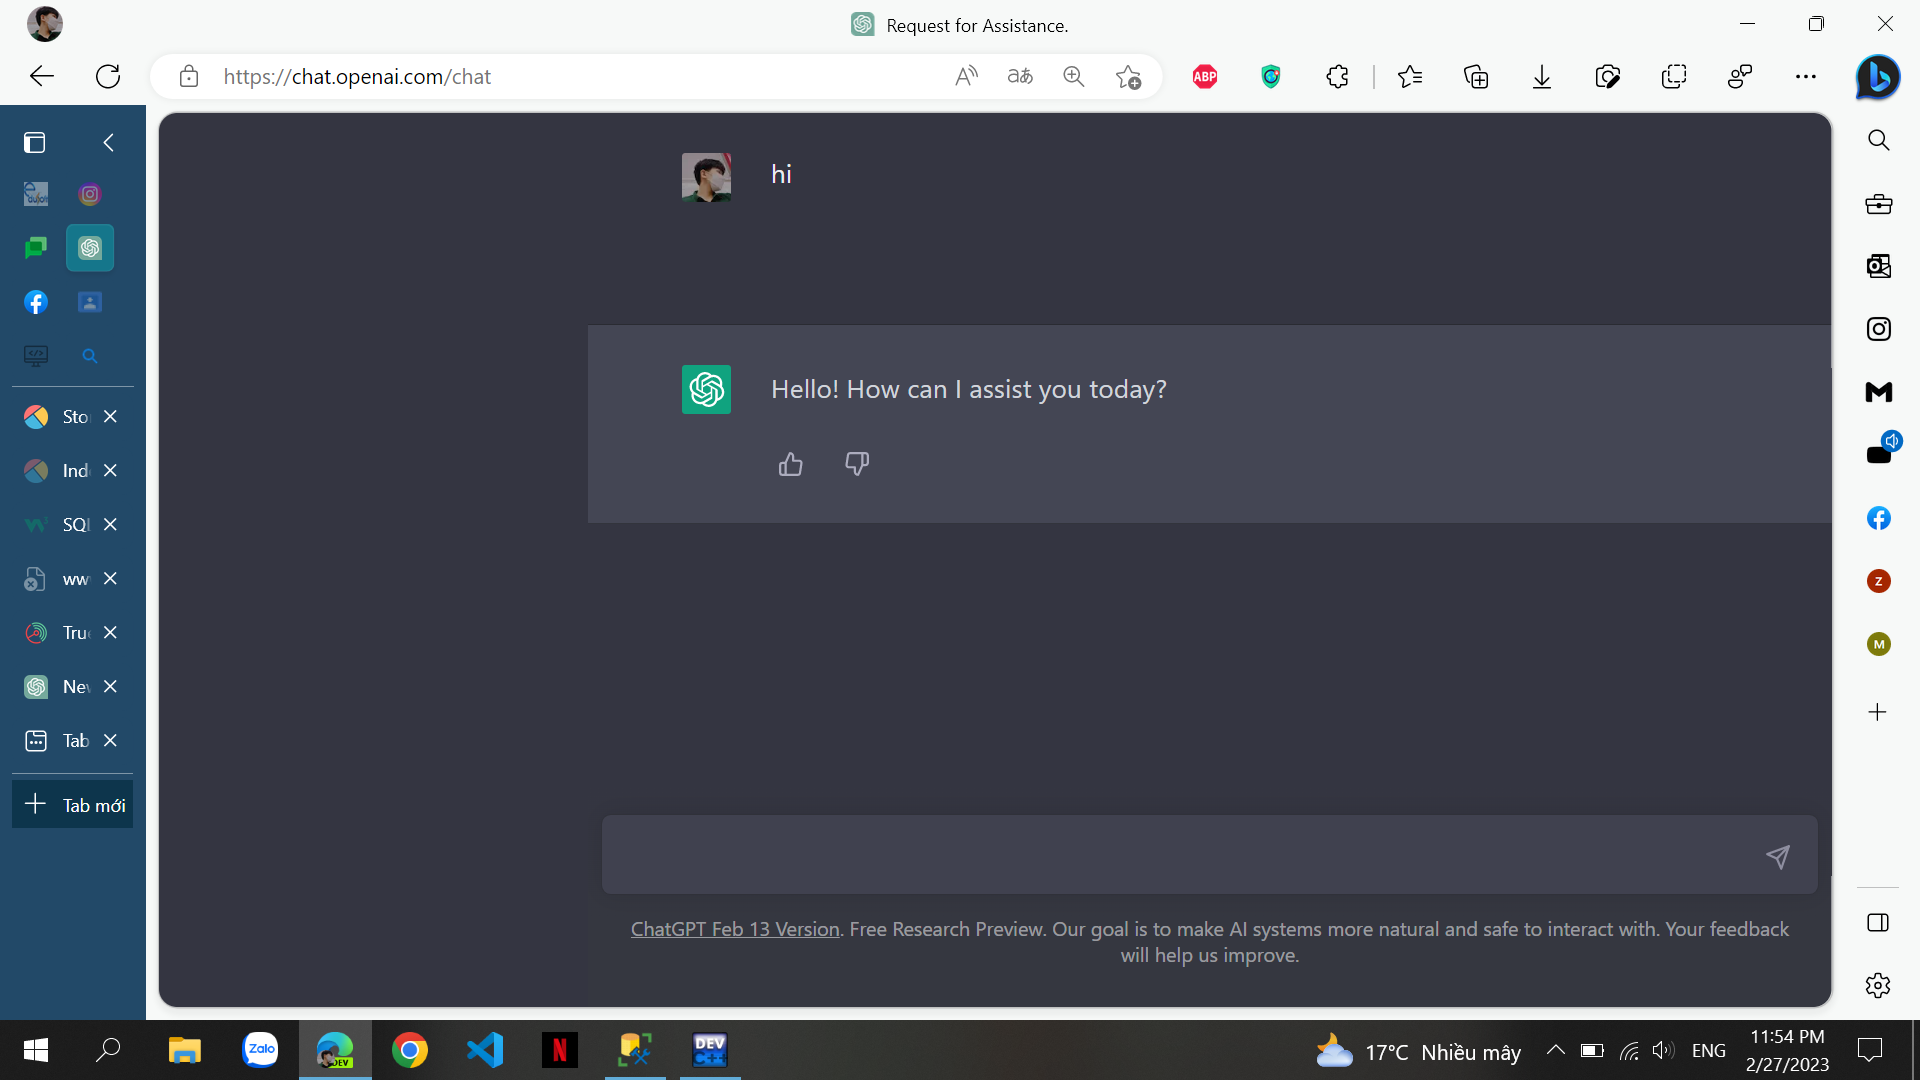 Request for Assistance.
https://chat.openai.com/chat
aあ
ABP
hi
Hello! How can I assist you today?
Sto
Ind
SQL
ww
Tru
Nev
Tab
Tab mới
Z
M
ChatGPT Feb 13 Version. Free Research Preview. Our goal is to make AI systems more natural and safe to interact with. Your feedback
will help us improve.
Zalo
DEV
N
DEV
C++
17°C Nhiều mây
ENG
11:54 PM
2/27/2023